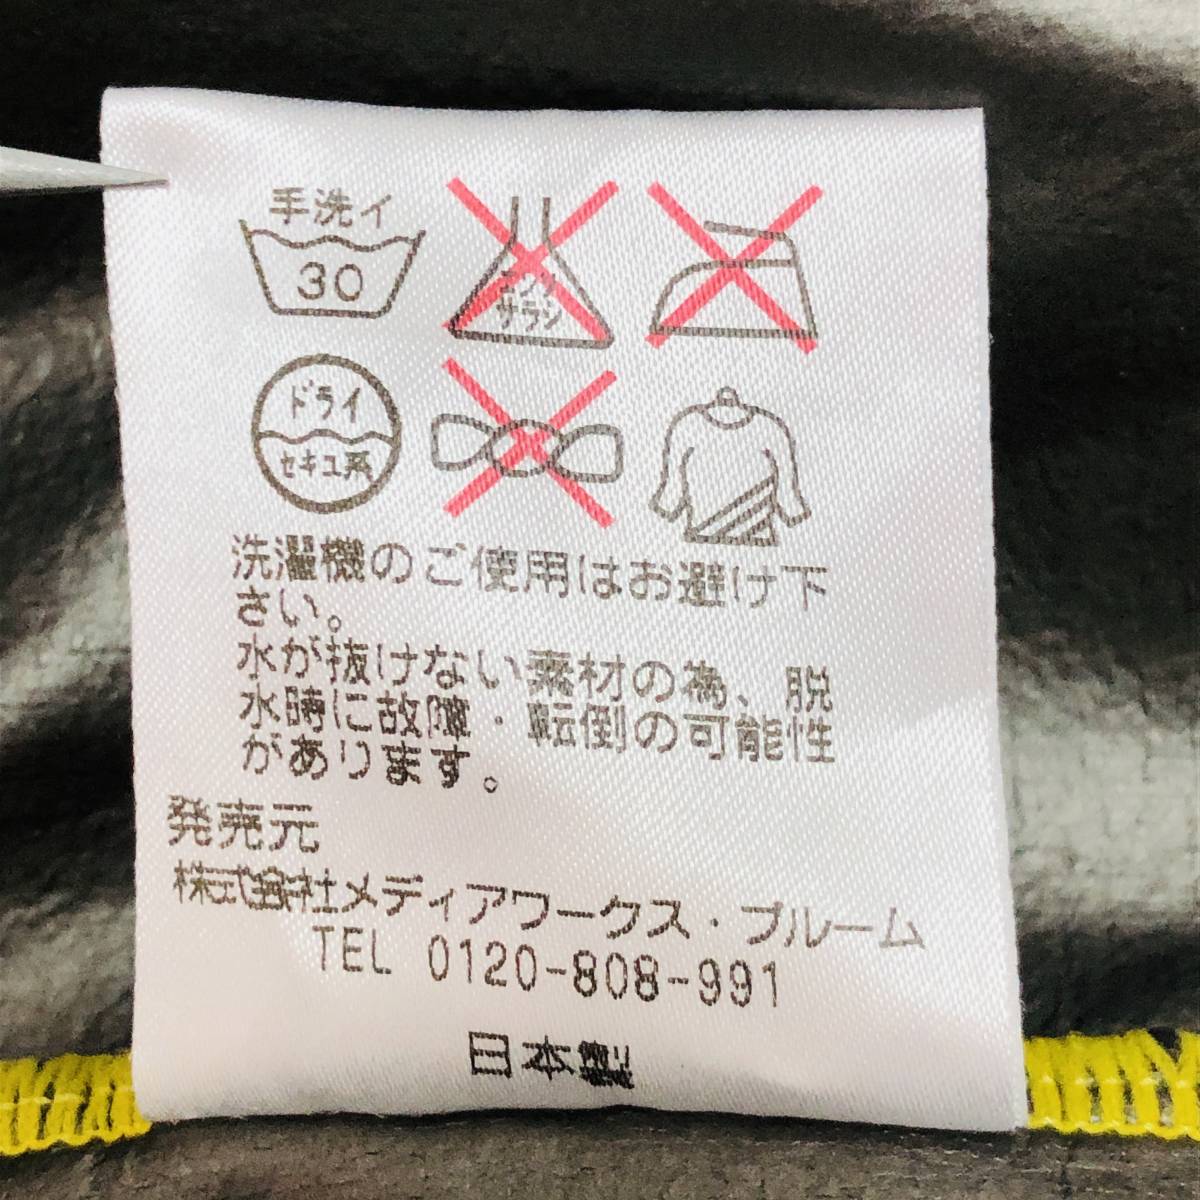 手洗イ
30
エンソ
サラシ
ドライ
セキユ系
洗濯機のご使用はお避け下
さい。
水が抜けない素材の為、脱
水時に故障・転倒の可能性
があります。
発売元
株式会社メディアワークス・ブルーム
TEL 0120-808-991
日本製